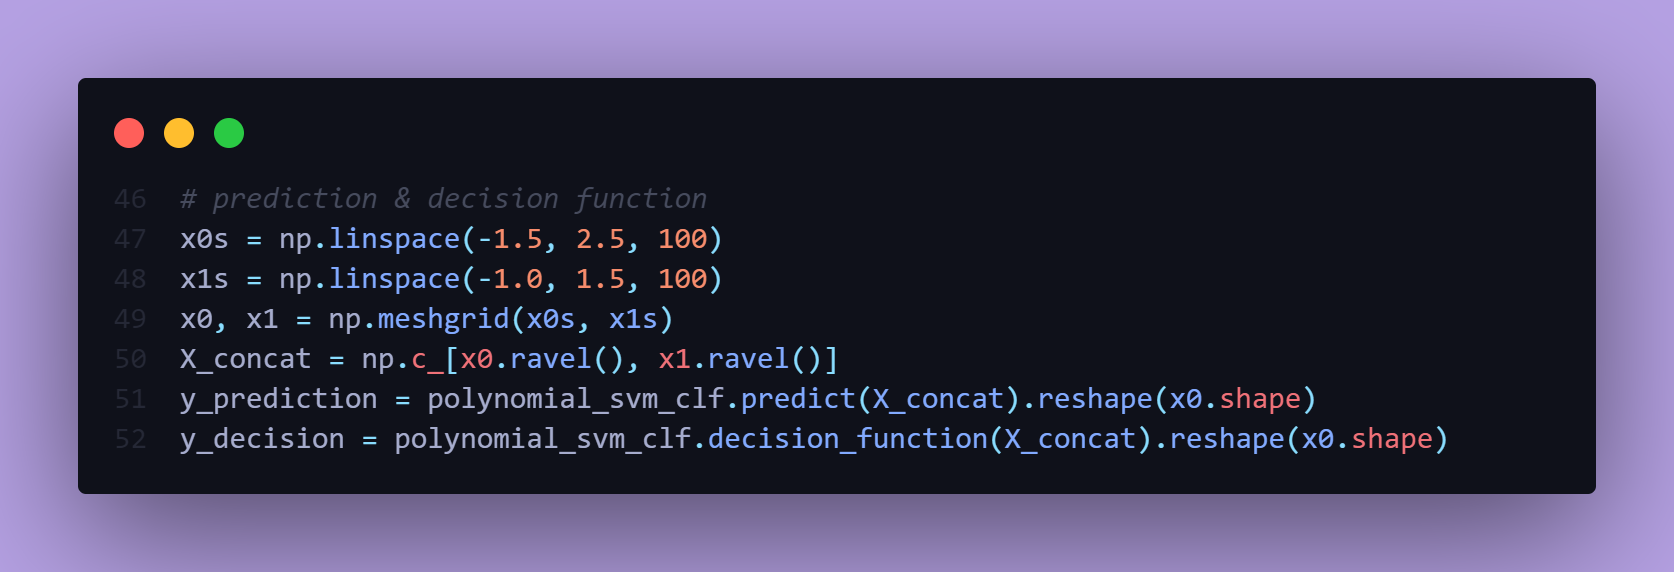 46 # prediction & decision function
47 x0s = np.linspace(-1.5, 2.5, 100)
48 x1s = np.linspace(-1.0, 1.5, 100)
49 x0, x1 = np.meshgrid(x0s, x1s)
50 X_concat = np.c_[x0.ravel(), x1.ravel()]
51 y_prediction = polynomial_svm_clf.predict(X_concat).reshape(x0.shape)
52 y_decision = polynomial_svm_clf.decision_function(X_concat).reshape(x0.shape)